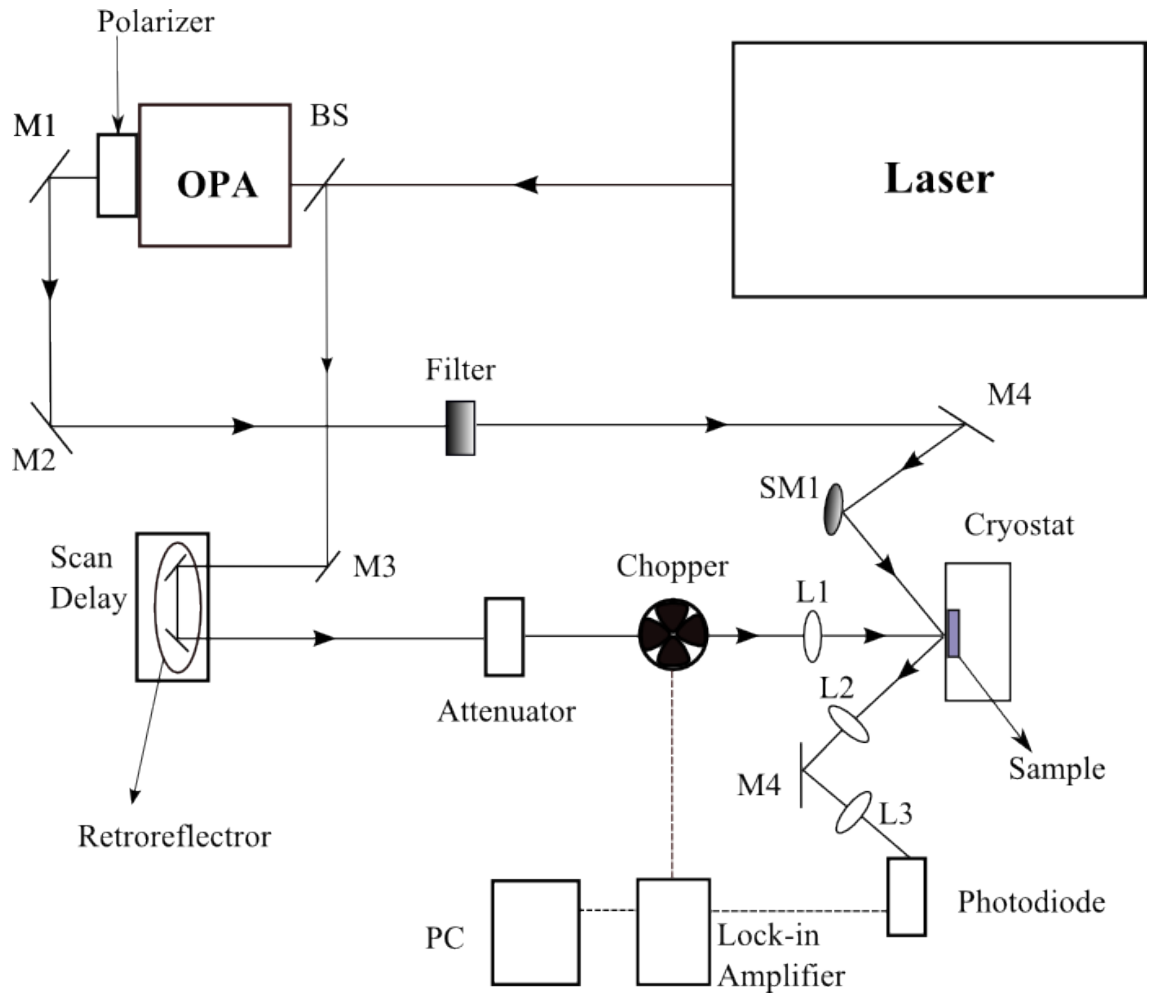 Polarizer
M1
OPA
BS
Laser
Filter
M2
M4
SM1
Cryostat
Scan
Delay
M3
Chopper
L1
Attenuator
L2
Sample
M4
L3
Retroreflectror
PC
Lock-in
Amplifier
Photodiode